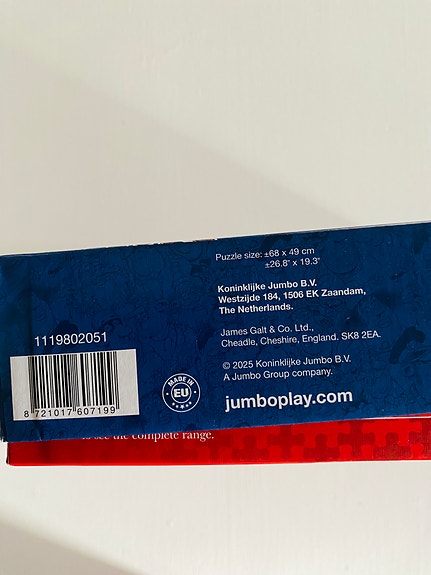 Puzzle size: ±68 x 49 cm
±26.8" x 19.3"
Koninklijke Jumbo B.V.
Westzijde 184, 1506 EK Zaandam,
The Netherlands.
James Galt & Co. Ltd.,
Cheadle, Cheshire, England. SK8 2EA.
© 2025 Koninklijke Jumbo B.V.
A Jumbo Group company.
jumboplay.com
1119802051
8 721017 607199
MADE IN
EU
see the complete range.